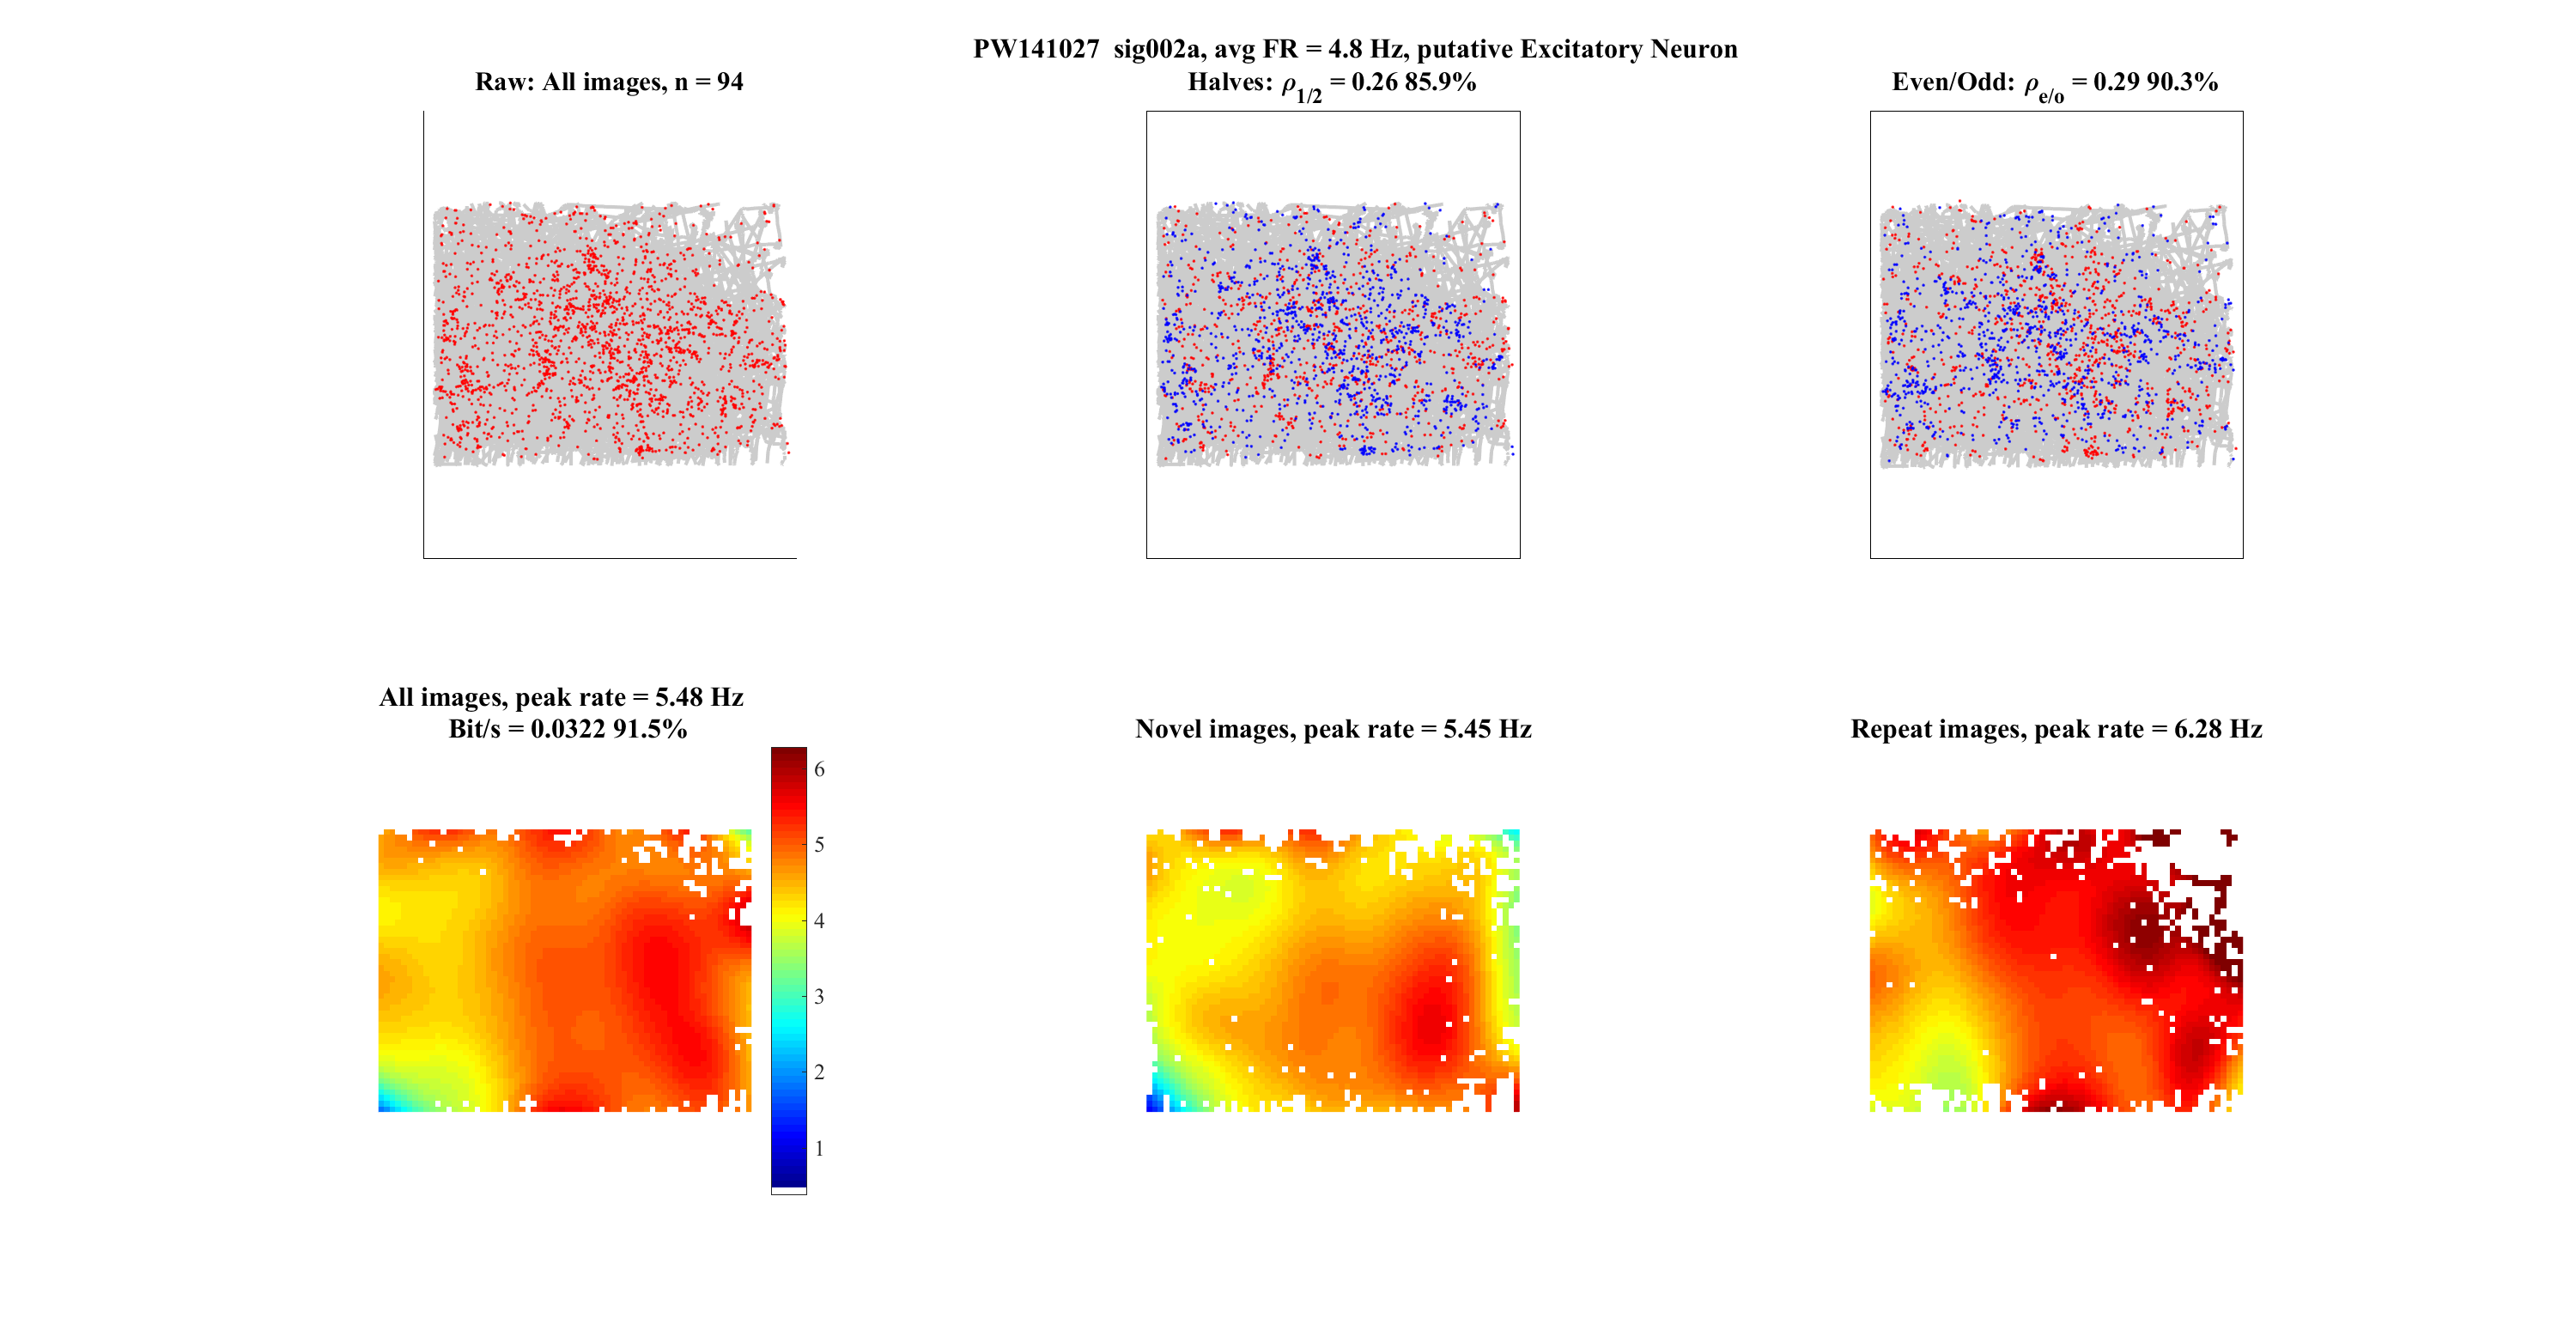 PW141027  sig002a, avg FR = 4.8 Hz, putative Excitatory Neuron
Raw: All images, n = 94
Halves: ρ1/2 = 0.26 85.9%
Even/Odd: ρe/o = 0.29 90.3%
All images, peak rate = 5.48 Hz
Bit/s = 0.0322 91.5%
Novel images, peak rate = 5.45 Hz
Repeat images, peak rate = 6.28 Hz
6
5
4
3
2
1